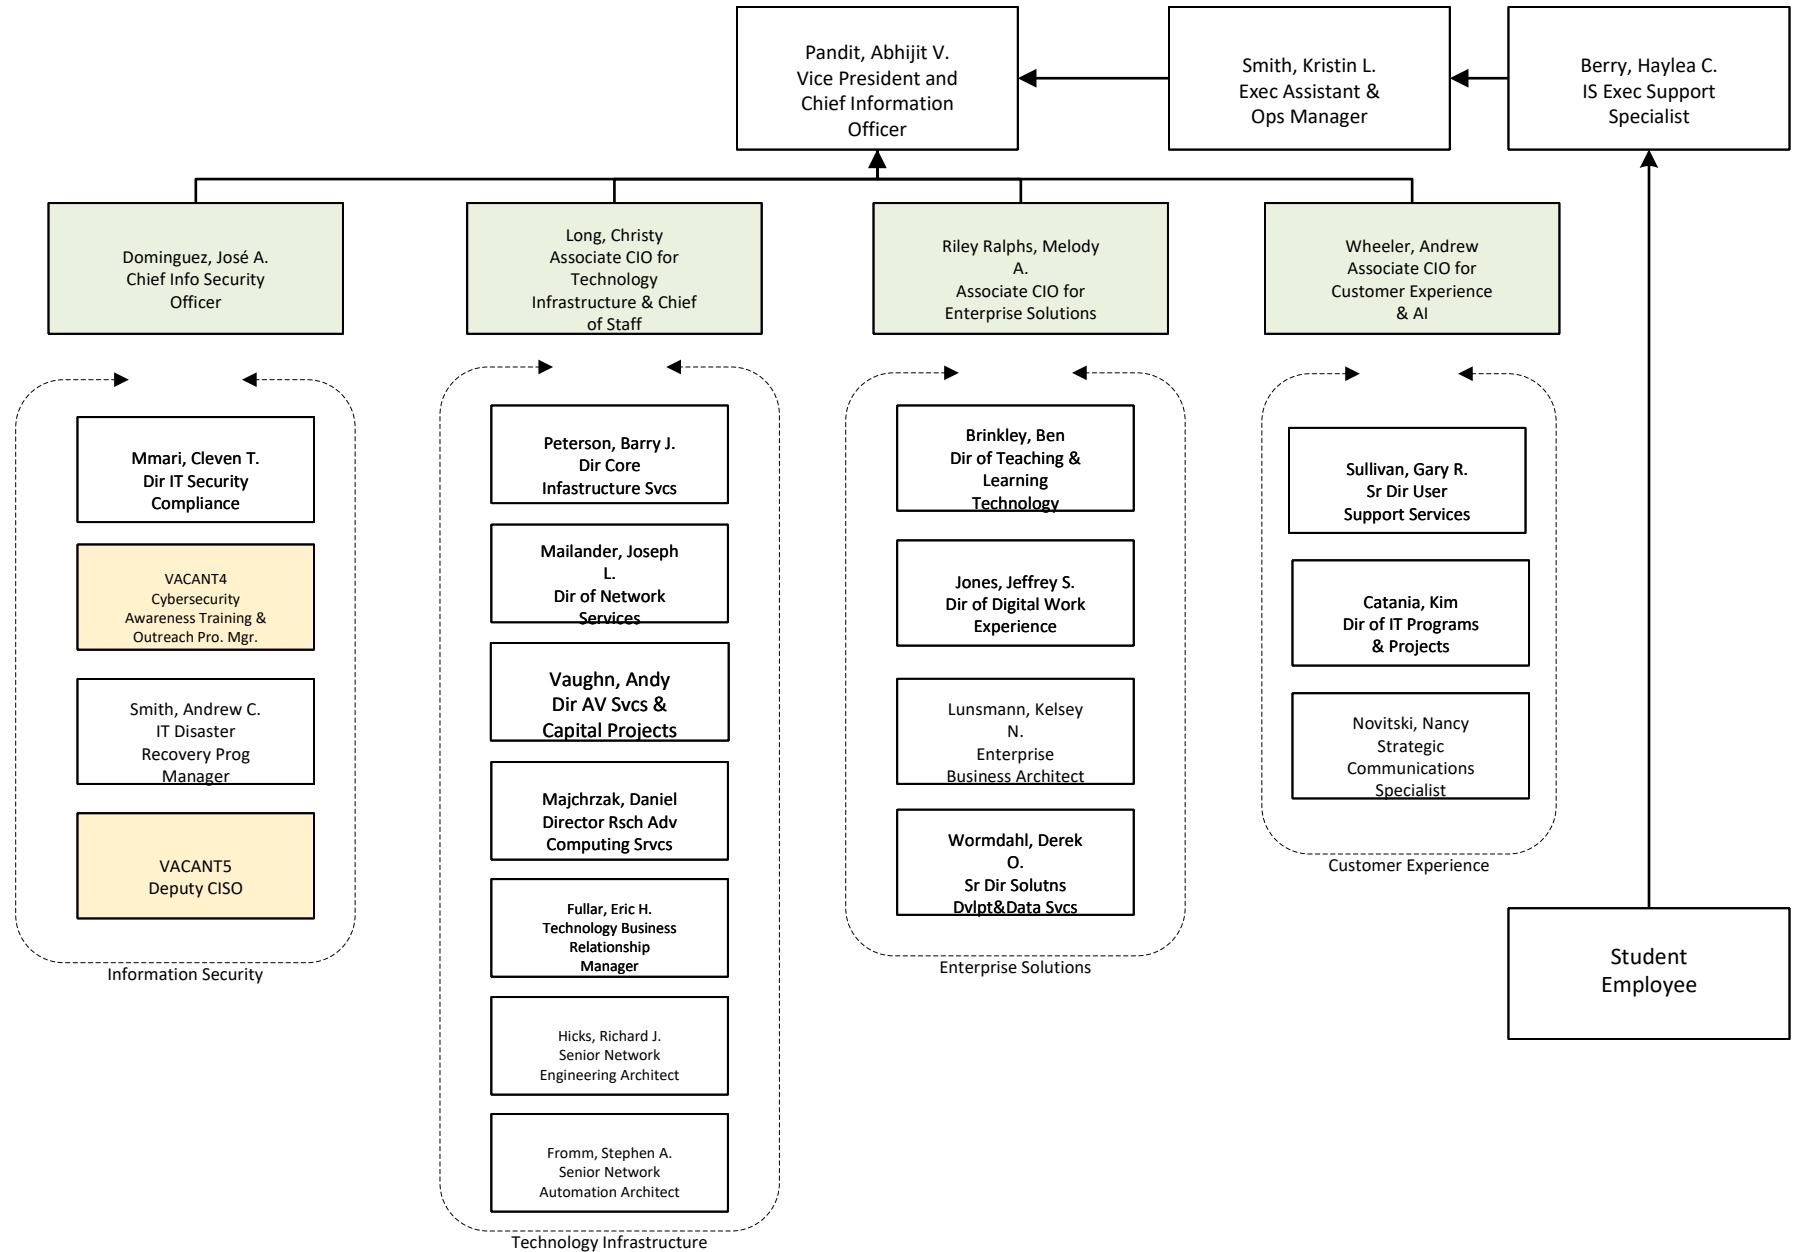 Pandit, Abhijit V.
Vice President and
Chief Information
Officer
Smith, Kristin L.
Exec Assistant &
Ops Manager
Berry, Haylea C.
IS Exec Support
Specialist
Dominguez, José A.
Chief Info Security
Officer
Long, Christy
Associate CIO for
Technology
Infrastructure & Chief
of Staff
Riley Ralphs, Melody
A.
Associate CIO for
Enterprise Solutions
Wheeler, Andrew
Associate CIO for
Customer Experience
& AI
Mmari, Cleven T.
Dir IT Security
Compliance
VACANT4
Cybersecurity
Awareness Training &
Outreach Pro. Mgr.
Smith, Andrew C.
IT Disaster
Recovery Prog
Manager
VACANT5
Deputy CISO
Information Security
Peterson, Barry J.
Dir Core
Infastructure Svcs
Mailander, Joseph
L.
Dir of Network
Services
Vaughn, Andy
Dir AV Svcs &
Capital Projects
Majchrzak, Daniel
Director Rsch Adv
Computing Srvcs
Fullar, Eric H.
Technology Business
Relationship
Manager
Hicks, Richard J.
Senior Network
Engineering Architect
Fromm, Stephen A.
Senior Network
Automation Architect
Technology Infrastructure
Brinkley, Ben
Dir of Teaching &
Learning
Technology
Jones, Jeffrey S.
Dir of Digital Work
Experience
Lunsmann, Kelsey
N.
Enterprise
Business Architect
Wormdahl, Derek
O.
Sr Dir Solutns
Dvlpt&Data Svcs
Enterprise Solutions
Sullivan, Gary R.
Sr Dir User
Support Services
Catania, Kim
Dir of IT Programs
& Projects
Novitski, Nancy
Strategic
Communications
Specialist
Customer Experience
Student
Employee